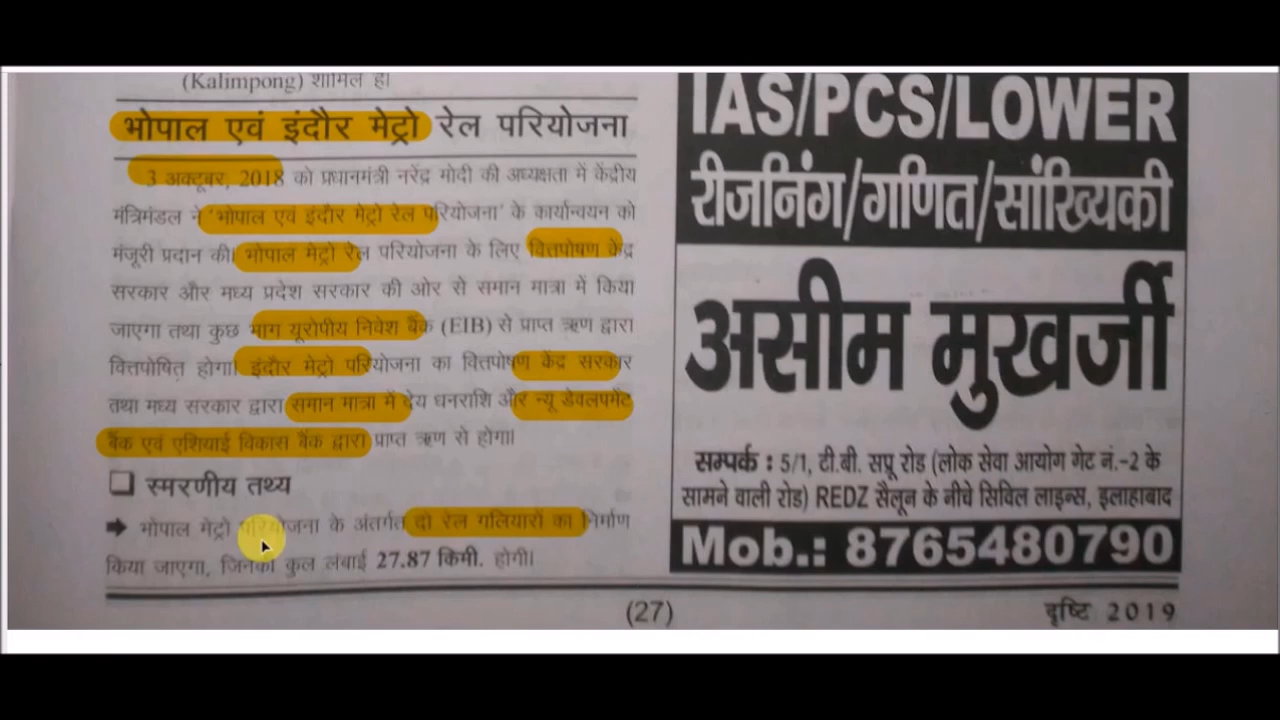 (Kalimpong) शामिल हैं।
भोपाल एवं इंदौर मेट्रो रेल परियोजना
3 अक्टूबर, 2018 को प्रधानमंत्री नरेंद्र मोदी की अध्यक्षता में केंद्रीय
मंत्रिमंडल ने 'भोपाल एवं इंदौर मेट्रो रेल परियोजना' के कार्यान्वयन को
मंजूरी प्रदान की। भोपाल मेट्रो रेल परियोजना के लिए वित्तपोषण केंद्र
सरकार और मध्य प्रदेश सरकार की ओर से समान मात्रा में किया
जाएगा तथा कुछ भाग यूरोपीय निवेश बैंक (EIB) से प्राप्त ऋण द्वारा
वित्तपोषित होगा। इंदौर मेट्रो परियोजना का वित्तपोषण केंद्र सरकार
तथा मध्य सरकार द्वारा समान मात्रा में देय धनराशि और न्यू डेवलपमेंट
बैंक एवं एशियाई विकास बैंक द्वारा प्राप्त ऋण से होगा।
स्मरणीय तथ्य
भोपाल मेट्रो परियोजना के अंतर्गत दो रेल गलियारों का निर्माण
किया जाएगा, जिनकी कुल लंबाई 27.87 किमी. होगी।
IAS/PCS/LOWER
रीजनिंग/गणित/सांख्यिकी
असीम मुखर्जी
सम्पर्क : 5/1, टी.बी. सप्रू रोड (लोक सेवा आयोग गेट नं.-2 के
सामने वाली रोड) REDZ सैलून के नीचे सिविल लाइन्स, इलाहाबाद
Mob.: 8765480790
(27)
दृष्टि 2019